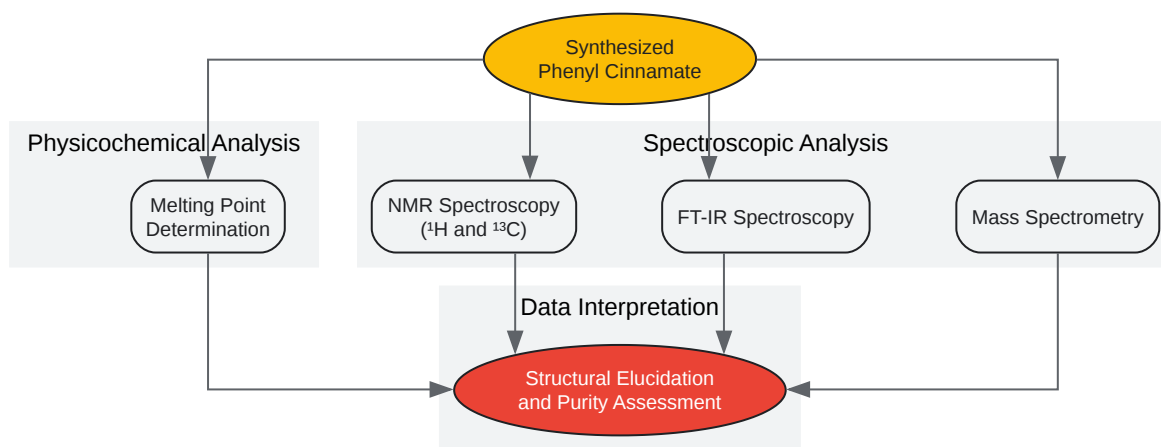 Synthesized
Phenyl Cinnamate
Physicochemical Analysis
Spectroscopic Analysis
Melting Point
Determination
NMR Spectroscopy
(¹H and ¹³C)
FT-IR Spectroscopy
Mass Spectrometry
Data Interpretation
Structural Elucidation
and Purity Assessment